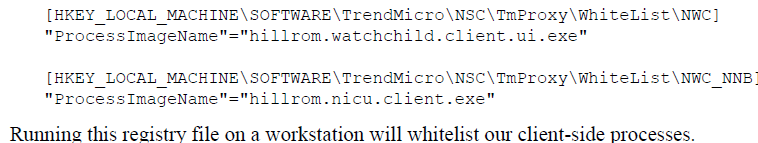 [HKEY_LOCAL_MACHINE\SOFTWARE\TrendMicro\NSC\TmProxy\WhiteList\NWC]
"ProcessImageName"="hillrom.watchchild.client.ui.exe"
[HKEY_LOCAL_MACHINE\SOFTWARE\TrendMicro\NSC\TmProxy\WhiteList\NWC_NNB]
"ProcessImageName"="hillrom.nicu.client.exe"
Running this registry file on a workstation will whitelist our client-side processes.